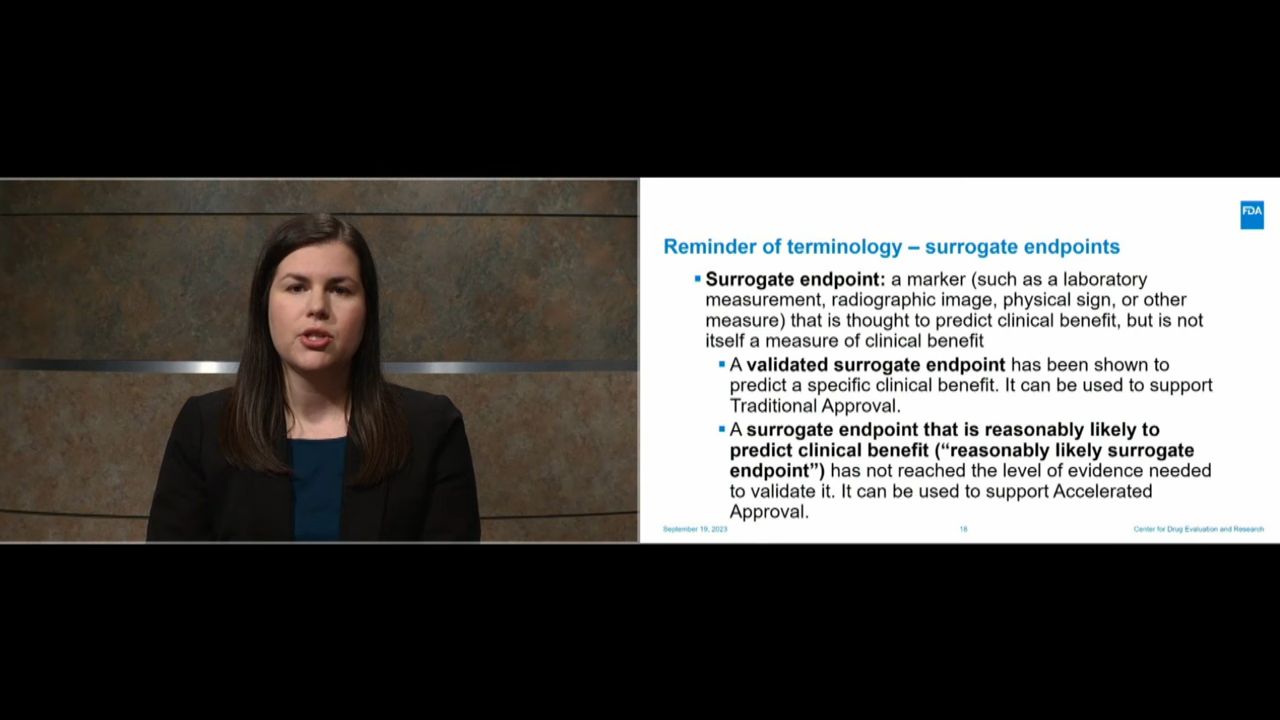 FDA
Reminder of terminology – surrogate endpoints
Surrogate endpoint: a marker (such as a laboratory
measurement, radiographic image, physical sign, or other
measure) that is thought to predict clinical benefit, but is not
itself a measure of clinical benefit
A validated surrogate endpoint has been shown to
predict a specific clinical benefit. It can be used to support
Traditional Approval.
A surrogate endpoint that is reasonably likely to
predict clinical benefit (“reasonably likely surrogate
endpoint”) has not reached the level of evidence needed
to validate it. It can be used to support Accelerated
Approval.
September 19, 2023
18
Center for Drug Evaluation and Research